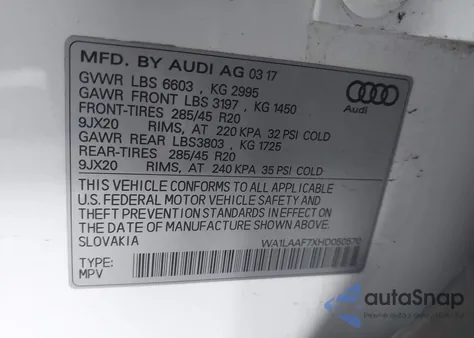 MFD. BY AUDI AG 03 17
GVWR LBS 6603 , KG 2995
GAWR FRONT LBS 3197 , KG 1450
FRONT-TIRES 285/45 R20
9JX20 RIMS, AT 220 KPA 32 PSI COLD
GAWR REAR LBS3803 , KG 1725
REAR-TIRES 285/45 R20
9JX20 RIMS, AT 240 KPA 35 PSI COLD
Audi
THIS VEHICLE CONFORMS TO ALL APPLICABLE
U.S. FEDERAL MOTOR VEHICLE SAFETY AND
THEFT PREVENTION STANDARDS IN EFFECT ON
THE DATE OF MANUFACTURE SHOWN ABOVE.
SLOVAKIA WA1LAAF7XHD050570
TYPE:
MPV
autoSnap